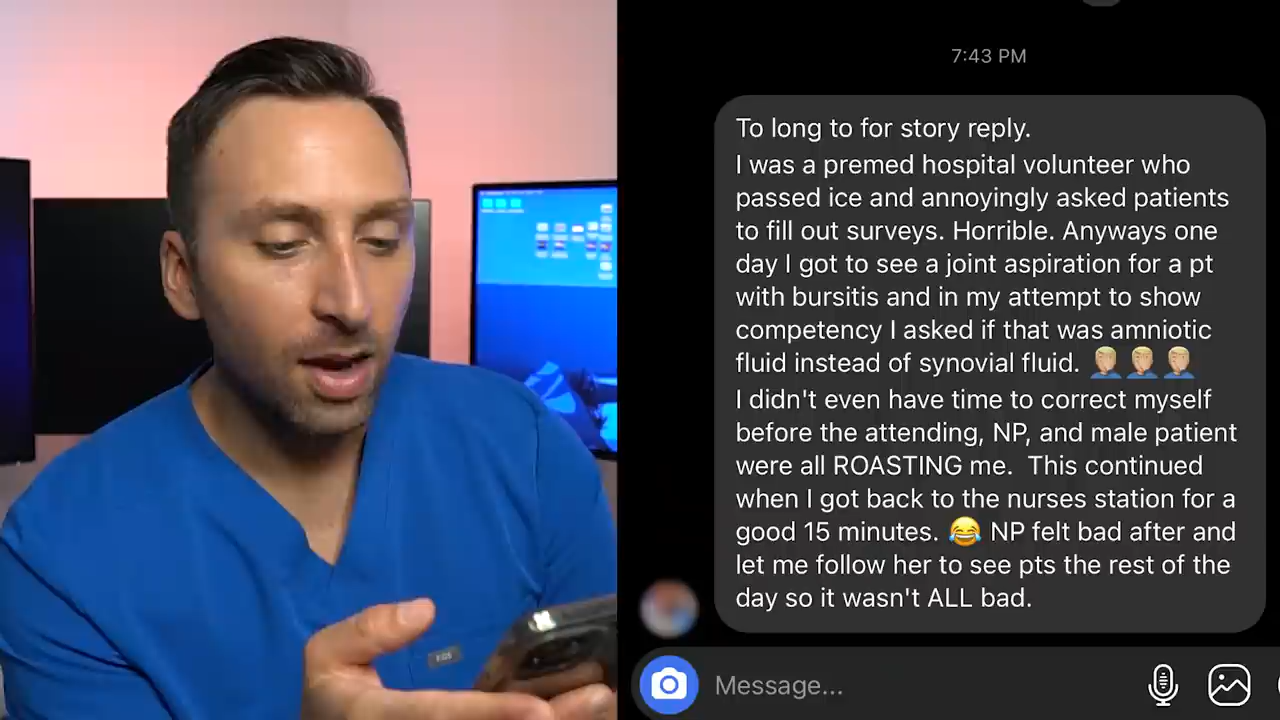 7:43 PM
To long to for story reply.
I was a premed hospital volunteer who
passed ice and annoyingly asked patients
to fill out surveys. Horrible. Anyways one
day I got to see a joint aspiration for a pt
with bursitis and in my attempt to show
competency I asked if that was amniotic
fluid instead of synovial fluid. 🤦🏼‍♂️🤦🏼‍♂️🤦🏼‍♂️
I didn't even have time to correct myself
before the attending, NP, and male patient
were all ROASTING me.  This continued
when I got back to the nurses station for a
good 15 minutes. 😂 NP felt bad after and
let me follow her to see pts the rest of the
day so it wasn't ALL bad.
Message...